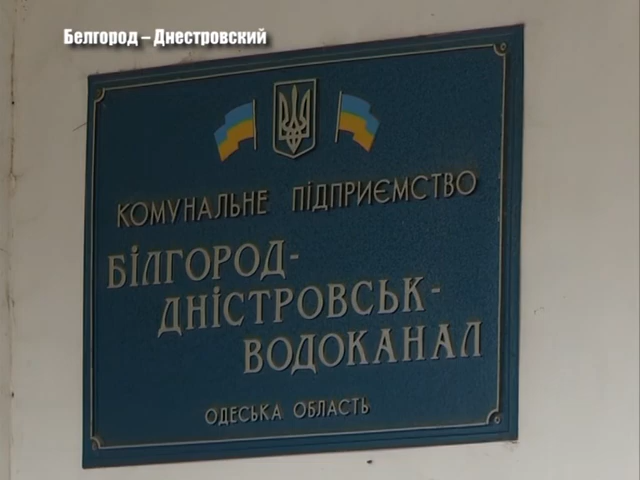 Белгород – Днестровский
КОМУНАЛЬНЕ ПІДПРИЄМСТВО
БІЛГОРОД-
ДНІСТРОВСЬК-
ВОДОКАНАЛ
ОДЕСЬКА ОБЛАСТЬ